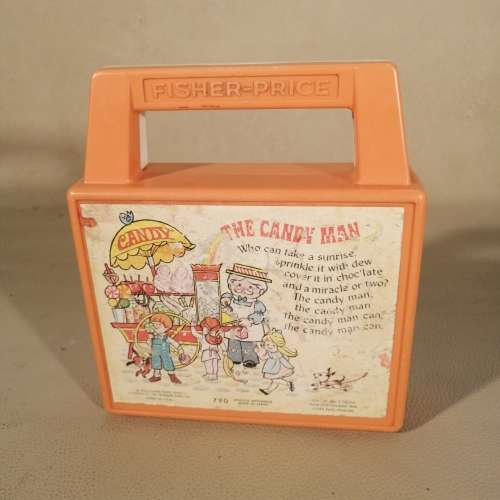 FISHER-PRICE
CANDY
THE CANDY MAN
Who can take a sunrise,
sprinkle it with dew
cover it in choc'late
and a miracle or two?
The candy man,
the candy man
the candy man can,
the candy man can.
790